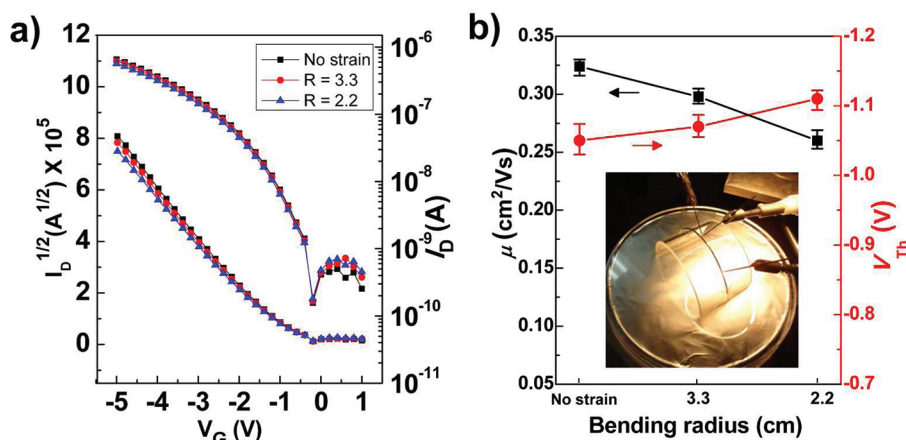 a)
I_D^1/2(A^1/2) X 10^5
12
10
8
6
4
2
0
-5 -4 -3 -2 -1 0 1
V_G (V)
No strain
R = 3.3
R = 2.2
10^-6
10^-7
10^-8
10^-9
10^-10
10^-11
I_D (A)
b)
μ (cm²/Vs)
0.35
0.30
0.25
0.20
0.15
0.10
0.05
No strain 3.3 2.2
Bending radius (cm)
-1.2
-1.1
-1.0
-0.9
-0.8
-0.7
V_Th (V)